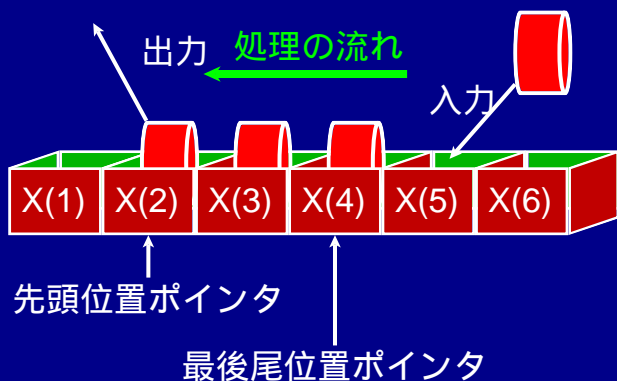 出力
処理の流れ
入力
X(1) X(2) X(3) X(4) X(5) X(6)
先頭位置ポインタ
最後尾位置ポインタ